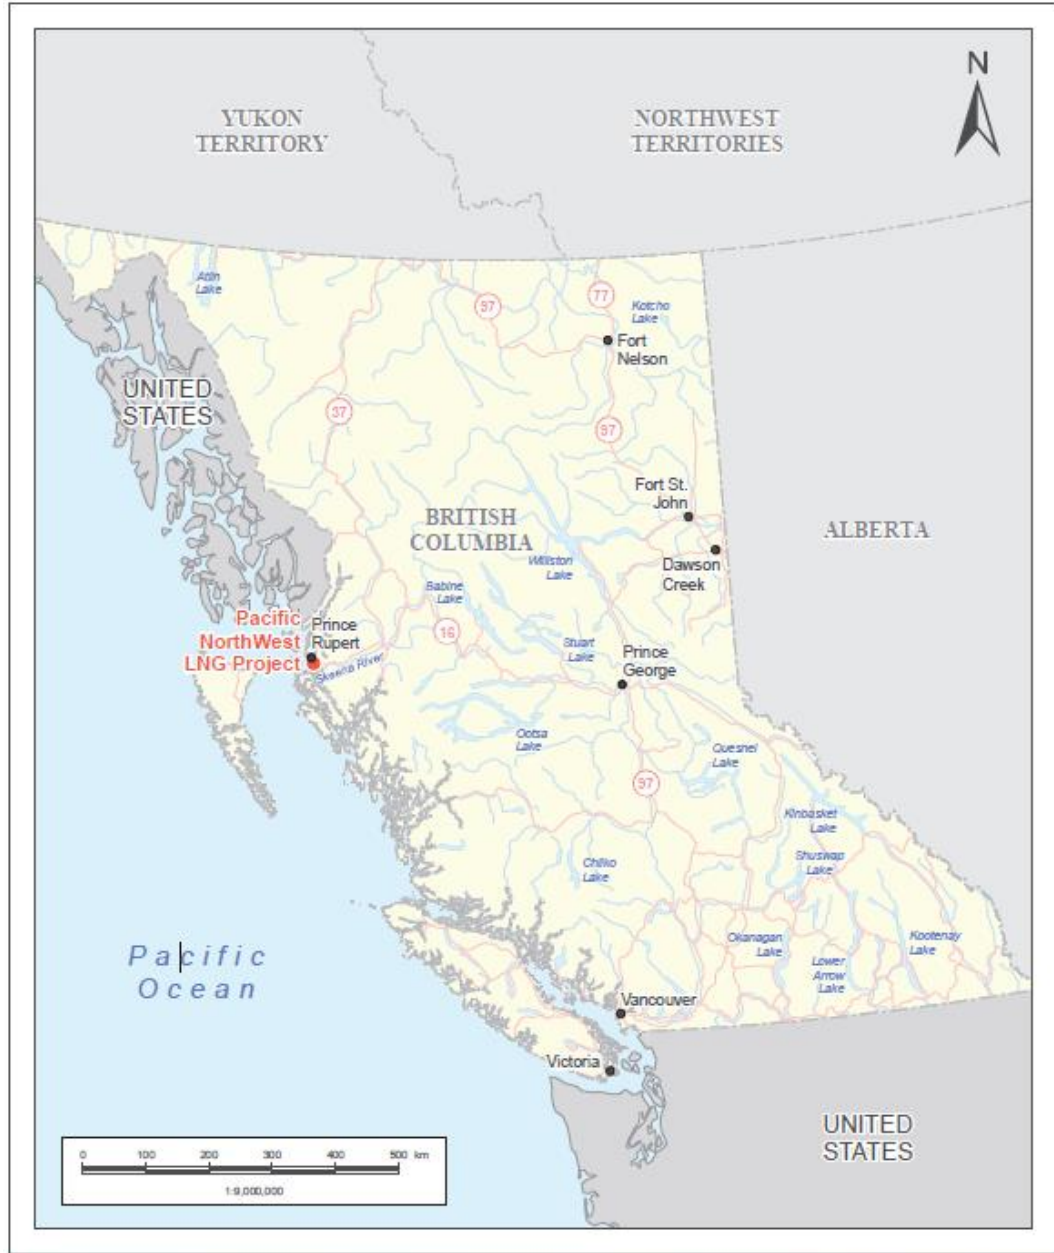 N
YUKON
TERRITORY
NORTHWEST
TERRITORIES
Atlin
Lake
97
77
Kotcho
Lake
Fort
Nelson
UNITED
STATES
37
97
Fort St.
John
BRITISH
COLUMBIA
ALBERTA
Williston
Lake
Dawson
Creek
Babine
Lake
Pacific
NorthWest
LNG Project
Prince
Rupert
16
Skeena River
Stuart
Lake
Prince
George
Ootsa
Lake
Quesnel
Lake
97
Kinbasket
Lake
Shuswap
Lake
Chilko
Lake
Okanagan
Lake
Kootenay
Lake
Lower
Arrow
Lake
Pacific
Ocean
Vancouver
Victoria
UNITED
STATES
0 100 200 300 400 500 km
1:9,000,000